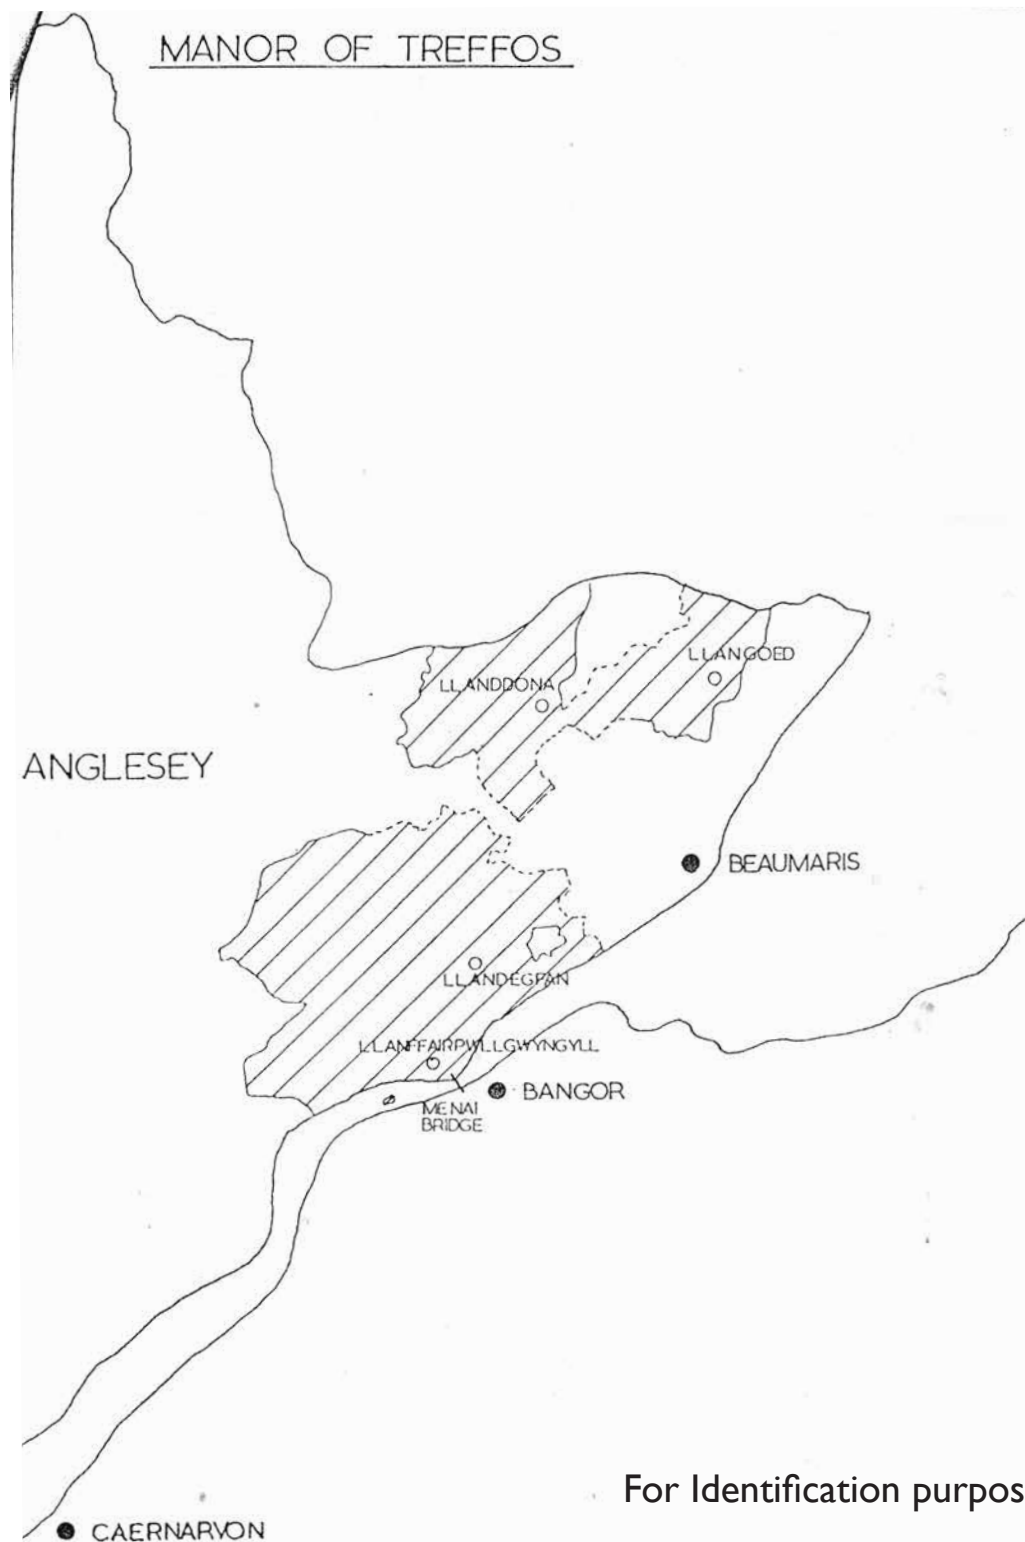 MANOR OF TREFFOS
LLANGOED
LLANDDONA
ANGLESEY
BEAUMARIS
LLANDEGFAN
LLANFFAIRPWLLGWYNGYLL
BANGOR
MENAI
BRIDGE
For Identification purpos
CAERNARVON